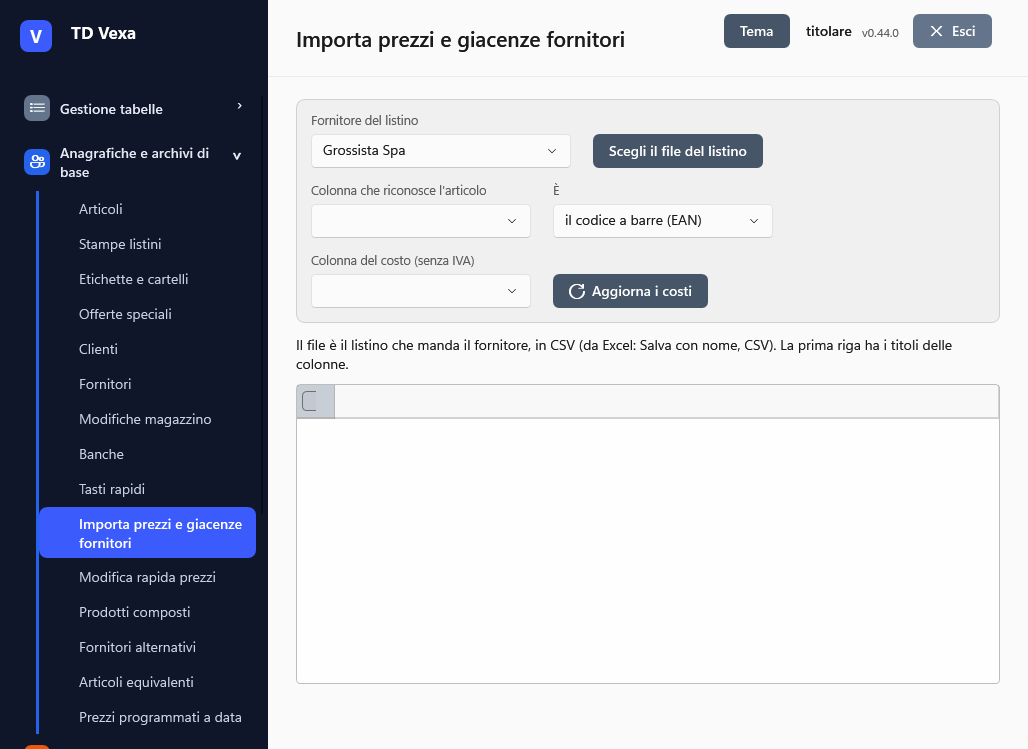 V
TD Vexa
Importa prezzi e giacenze fornitori
Tema
titolare
v0.44.0
Esci
Gestione tabelle
Anagrafiche e archivi di
base
Articoli
Stampe listini
Etichette e cartelli
Offerte speciali
Clienti
Fornitori
Modifiche magazzino
Banche
Tasti rapidi
Importa prezzi e giacenze
fornitori
Modifica rapida prezzi
Prodotti composti
Fornitori alternativi
Articoli equivalenti
Prezzi programmati a data
Fornitore del listino
Grossista Spa
Scegli il file del listino
Colonna che riconosce l'articolo
È
il codice a barre (EAN)
Colonna del costo (senza IVA)
Aggiorna i costi
Il file è il listino che manda il fornitore, in CSV (da Excel: Salva con nome, CSV). La prima riga ha i titoli delle
colonne.